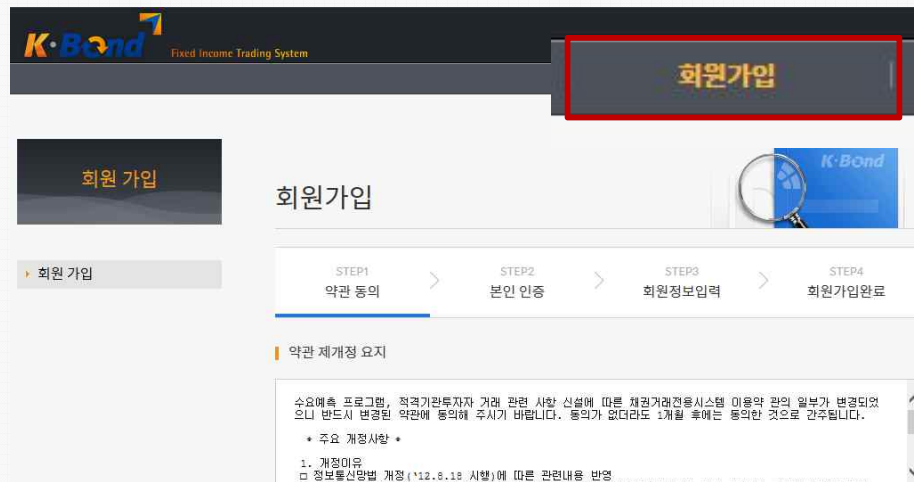 K·Bond
Fixed Income Trading System
회원가입
회원 가입
회원가입
K·Bond
회원 가입
STEP1
약관 동의
STEP2
본인 인증
STEP3
회원정보입력
STEP4
회원가입완료
약관 제개정 요지
수요예측 프로그램, 적격기관투자자 거래 관련 사항 신설에 따른 채권거래전용시스템 이용약 관의 일부가 변경되었
으니 반드시 변경된 약관에 동의해 주시기 바랍니다. 동의가 없더라도 1개월 후에는 동의한 것으로 간주됩니다.
* 주요 개정사항 *
1. 개정이유
□ 정보통신망법 개정('12.8.18 시행)에 따른 관련내용 반영